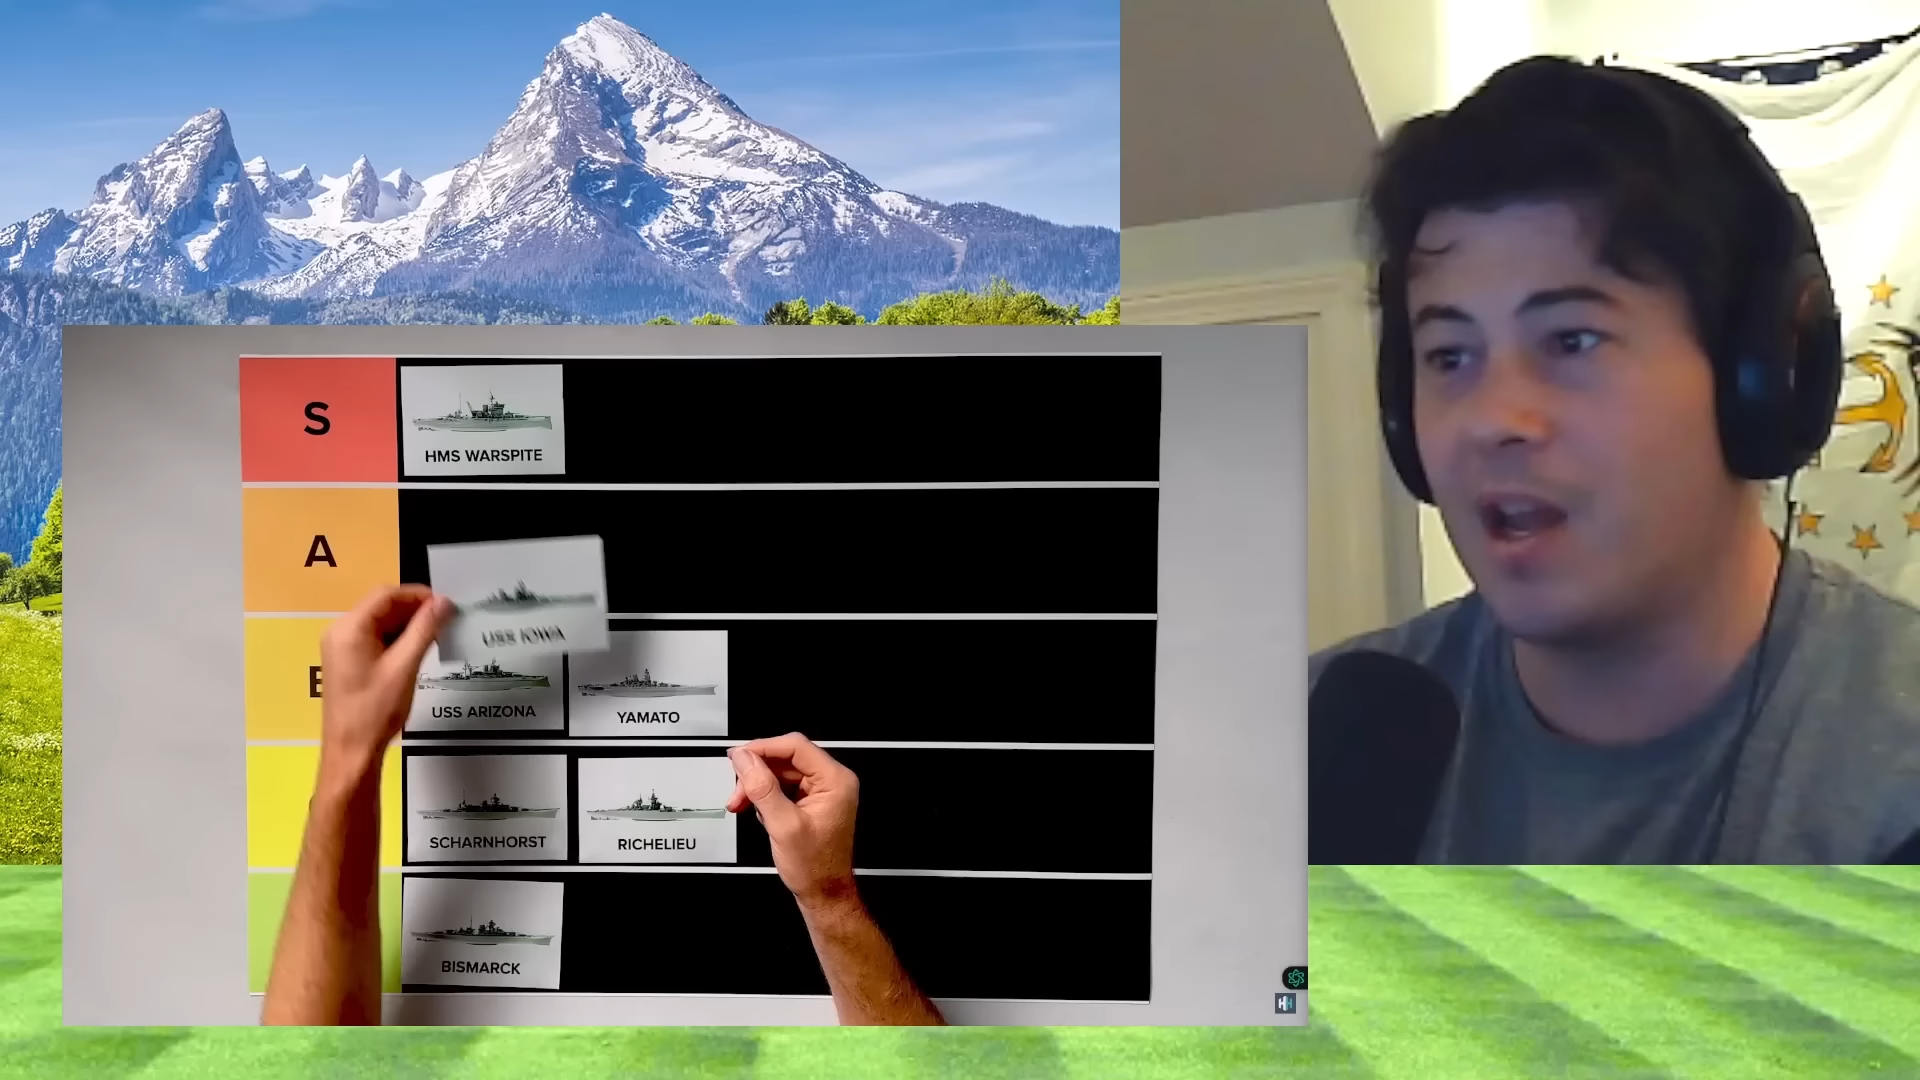 S
HMS WARSPITE
A
USS IOWA
B
USS ARIZONA
YAMATO
SCHARNHORST
RICHELIEU
BISMARCK
H